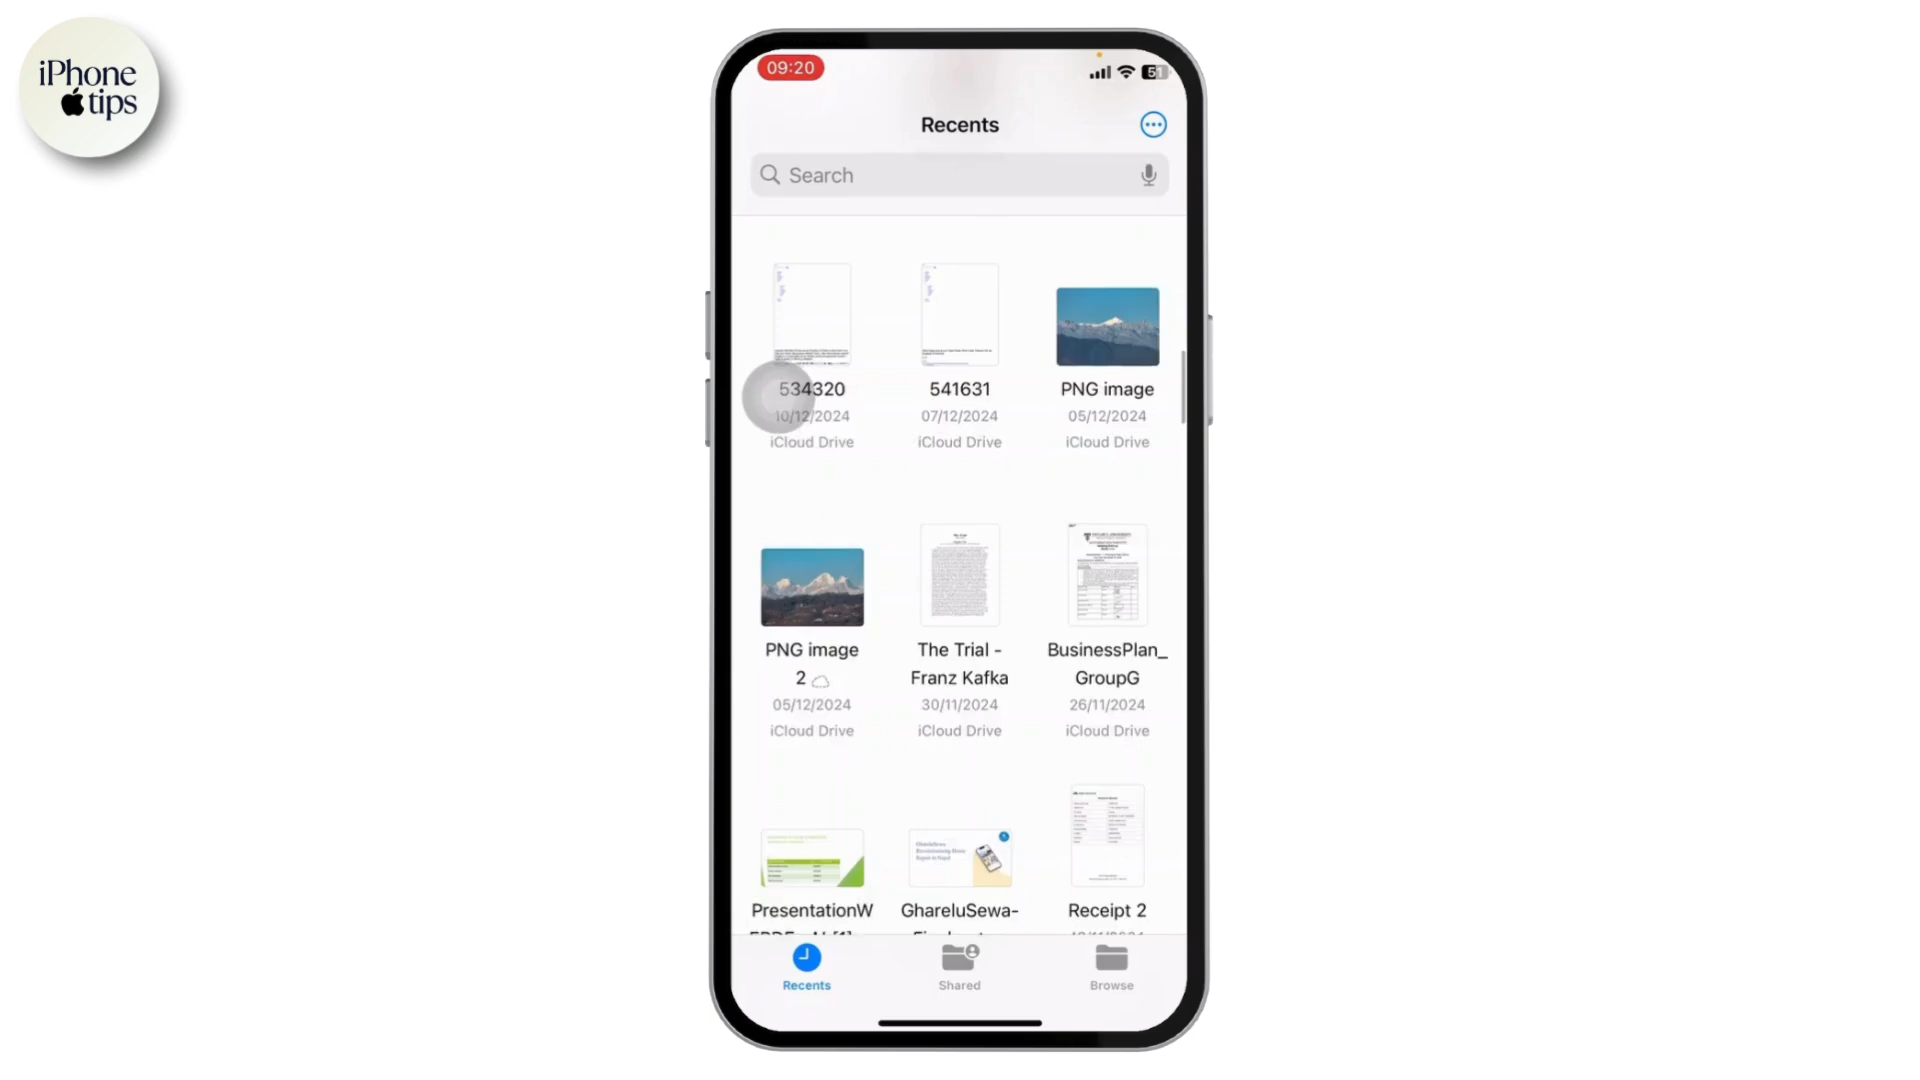 iPhone
tips
09:20
51
Recents
Search
534320
541631
PNG image
10/12/2024
07/12/2024
05/12/2024
iCloud Drive
iCloud Drive
iCloud Drive
PNG image
2
The Trial -
Franz Kafka
BusinessPlan_
GroupG
05/12/2024
30/11/2024
26/11/2024
iCloud Drive
iCloud Drive
iCloud Drive
PresentationW
GhareluSewa-
Receipt 2
Recents
Shared
Browse